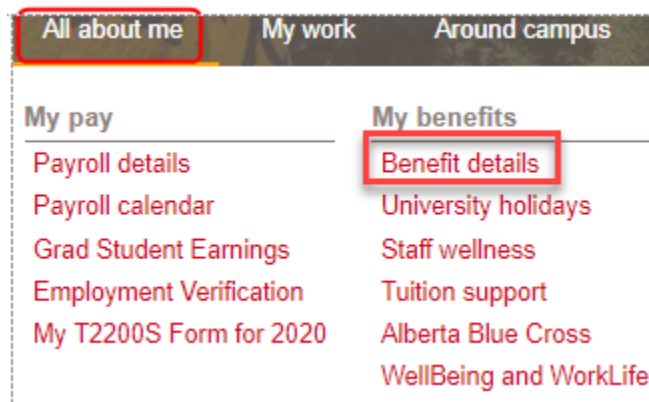 All about me My work Around campus
My pay
Payroll details
Payroll calendar
Grad Student Earnings
Employment Verification
My T2200S Form for 2020
My benefits
Benefit details
University holidays
Staff wellness
Tuition support
Alberta Blue Cross
WellBeing and WorkLife